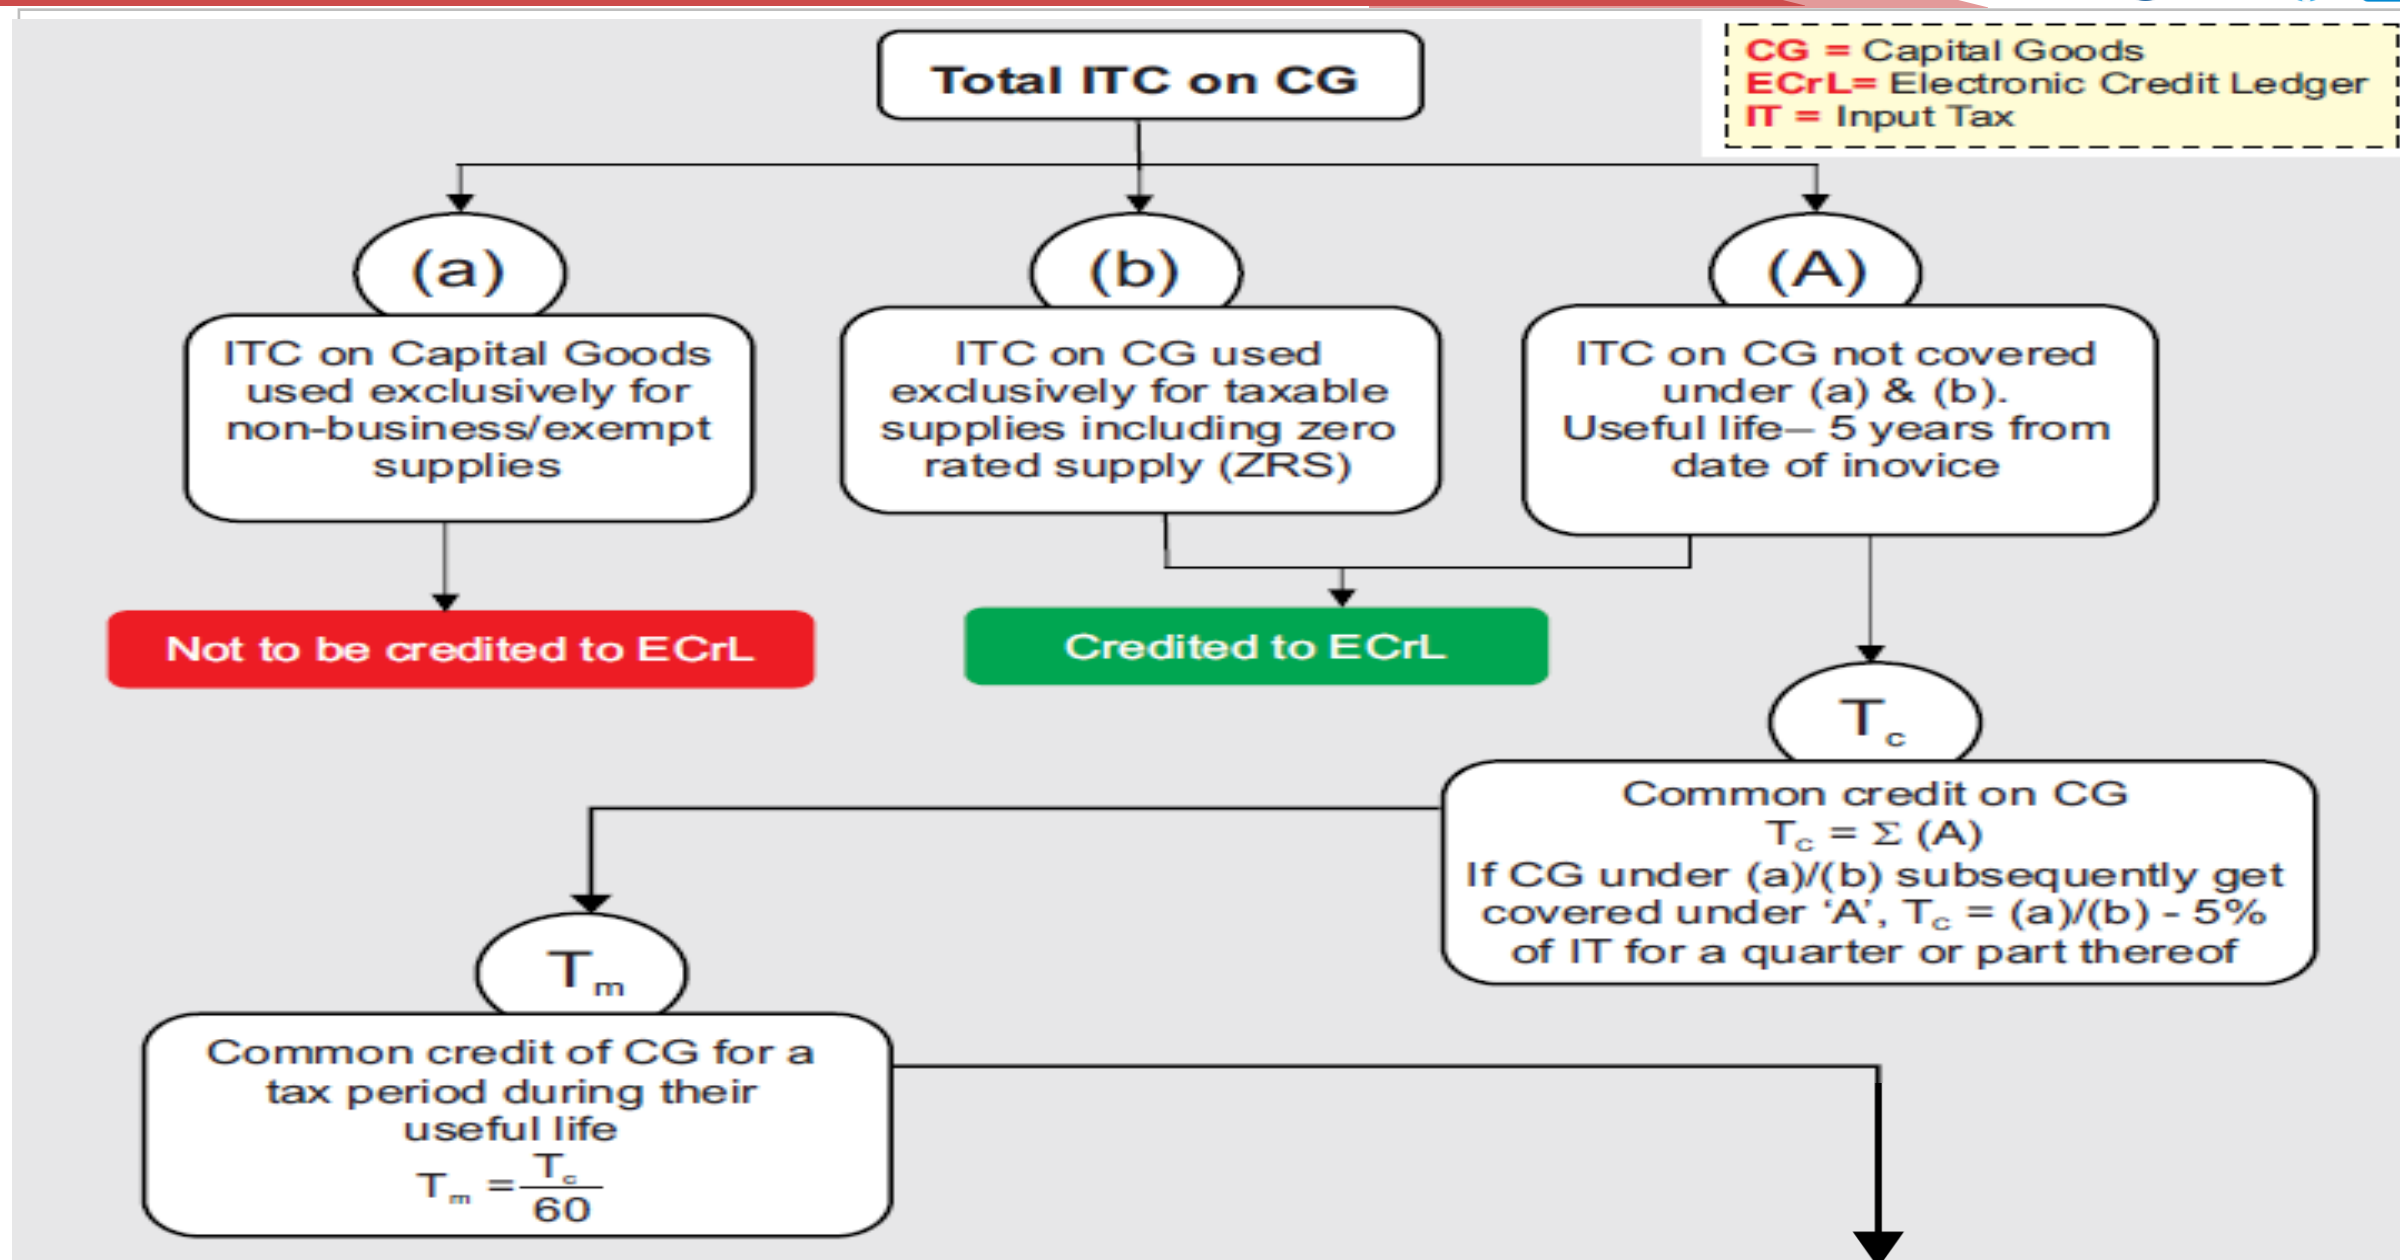 Total ITC on CG
CG = Capital Goods
ECrL= Electronic Credit Ledger
IT = Input Tax
(a)
ITC on Capital Goods
used exclusively for
non-business/exempt
supplies
Not to be credited to ECrL
(b)
ITC on CG used
exclusively for taxable
supplies including zero
rated supply (ZRS)
(A)
ITC on CG not covered
under (a) & (b).
Useful life– 5 years from
date of inovice
Credited to ECrL
Tc
Common credit on CG
Tc = Σ (A)
If CG under (a)/(b) subsequently get
covered under ‘A’, Tc = (a)/(b) - 5%
of IT for a quarter or part thereof
Tm
Common credit of CG for a
tax period during their
useful life
Tm = Tc
60